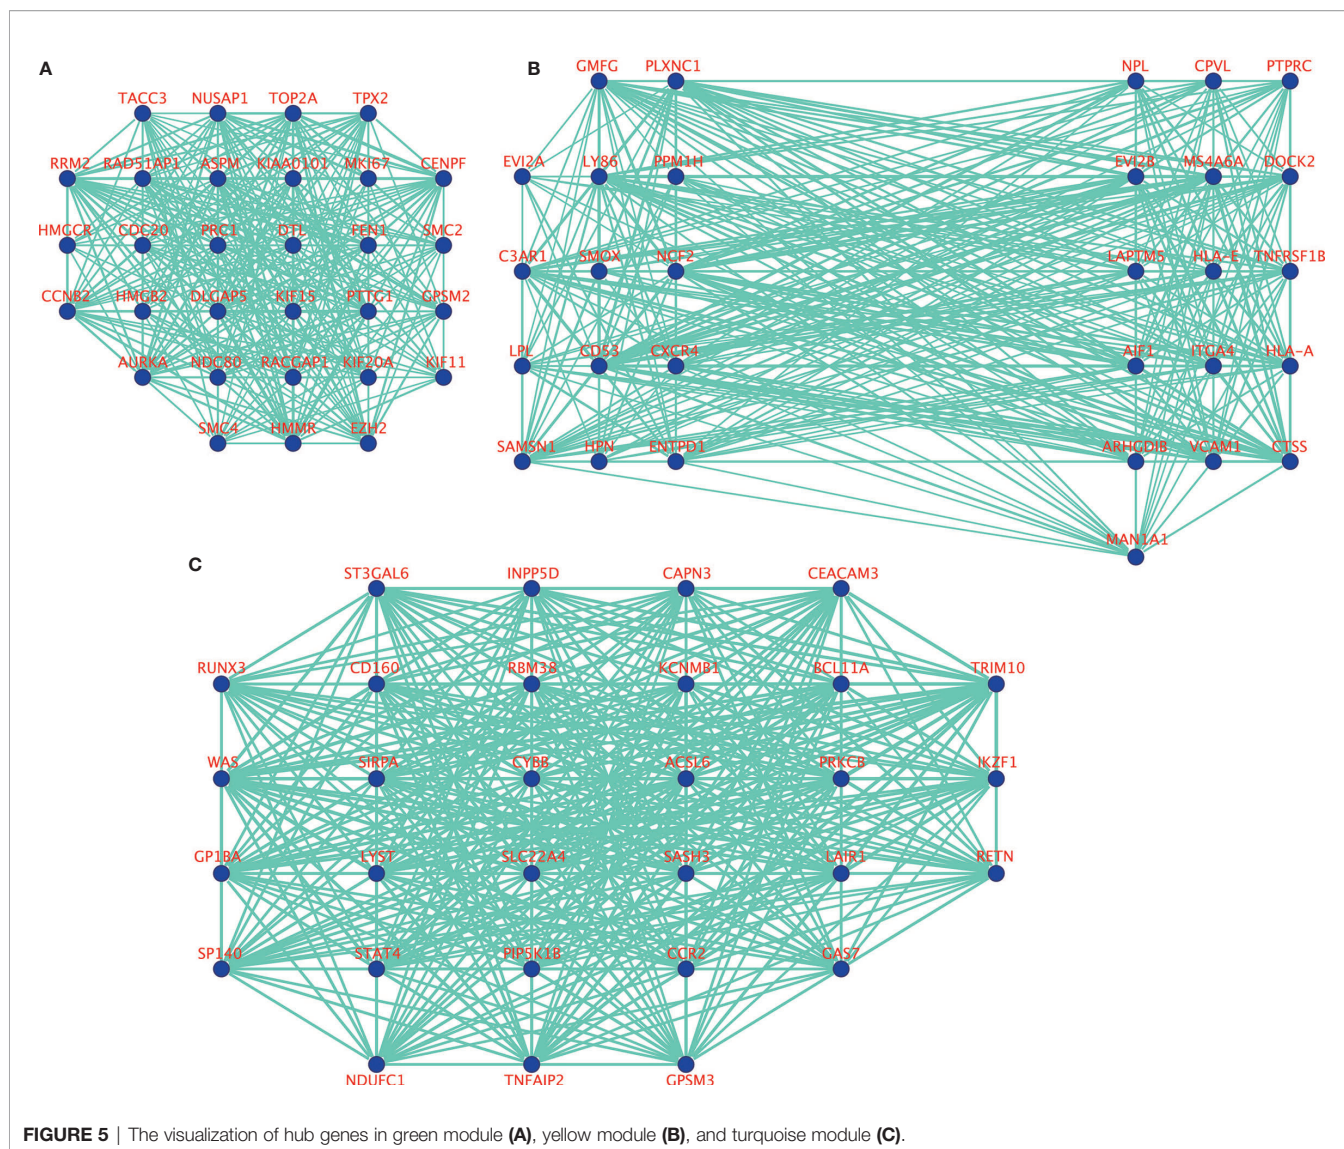 A
TACC3 NUSAP1 TOP2A TPX2
RRM2 RAD51AP1 ASPM KIAA0101 MKI67 CENPF
HMGCR CDC20 PRC1 DTL FEN1 SMC2
CCNB2 HMGB2 DLGAP5 KIF15 PTTG1 GPSM2
AURKA NDC80 RACGAP1 KIF20A KIF11
SMC4 HMMR EZH2
B
GMFG PLXNC1 NPL CPVL PTPRC
EVI2A LY86 PPM1H EVI2B MS4A6A DOCK2
C3AR1 SMOX NCF2 LAPTM5 HLA-E TNFRSF1B
LPL CD53 CXCR4 AIF1 ITGA4 HLA-A
SAMSN1 HPN ENTPD1 ARHGDIB VCAM1 CTSS
MAN1A1
C
ST3GAL6 INPP5D CAPN3 CEACAM3
RUNX3 CD160 RBM38 KCNMB1 BCL11A TRIM10
WAS SIRPA CYBB ACSL6 PRKCB IKZF1
GP1BA LYST SLC22A4 SASH3 LAIR1 RETN
SP140 STAT4 PIP5K1B CCR2 GAS7
NDUFC1 TNFAIP2 GPSM3
FIGURE 5 | The visualization of hub genes in green module (A), yellow module (B), and turquoise module (C).